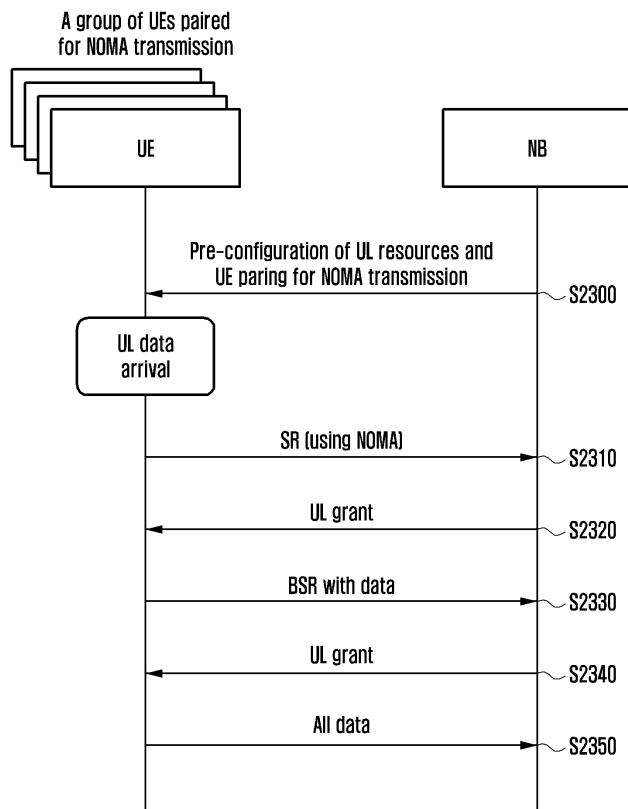 A group of UEs paired
for NOMA transmission
UE
NB
Pre-configuration of UL resources and
UE paring for NOMA transmission
S2300
UL data
arrival
SR (using NOMA)
S2310
UL grant
S2320
BSR with data
S2330
UL grant
S2340
All data
S2350